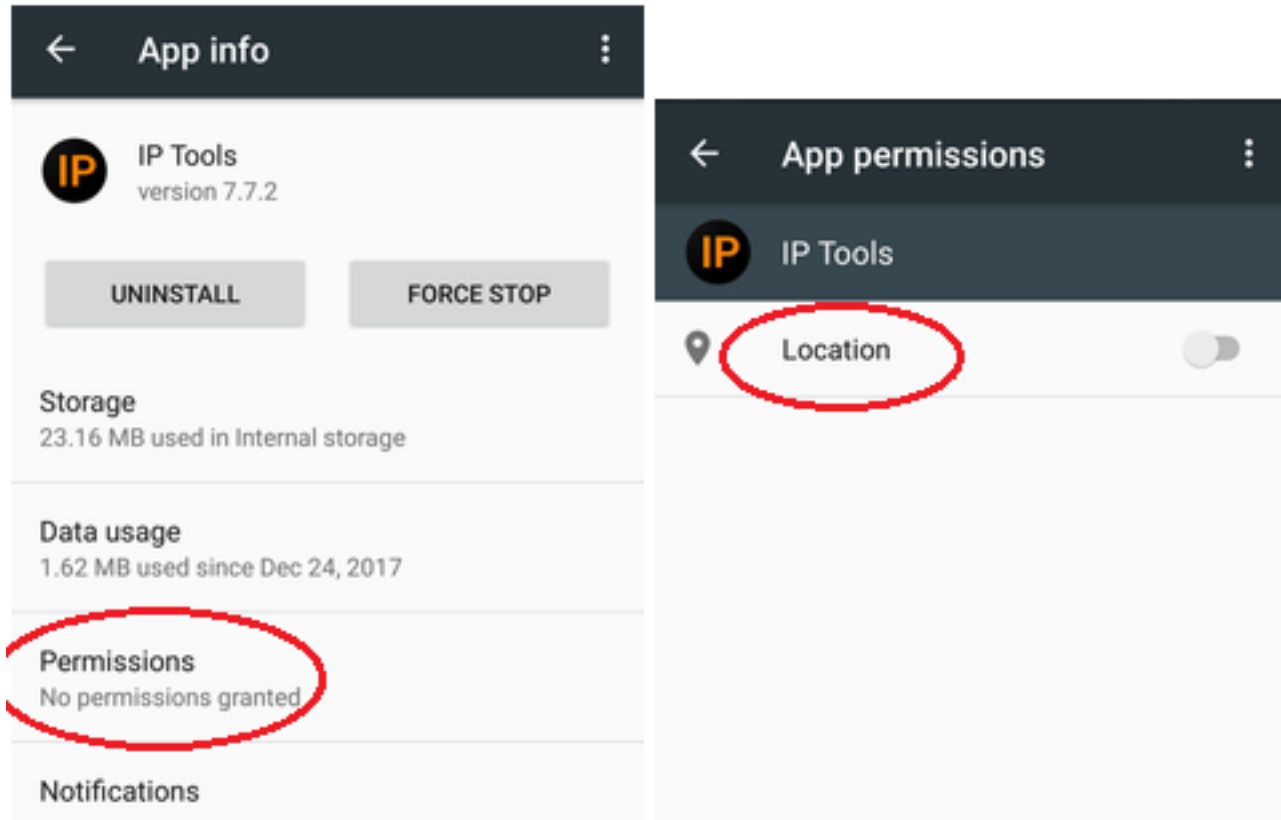 App info
IP
IP Tools
version 7.7.2
UNINSTALL
FORCE STOP
Storage
23.16 MB used in Internal storage
Data usage
1.62 MB used since Dec 24, 2017
Permissions
No permissions granted
Notifications
App permissions
IP
IP Tools
Location